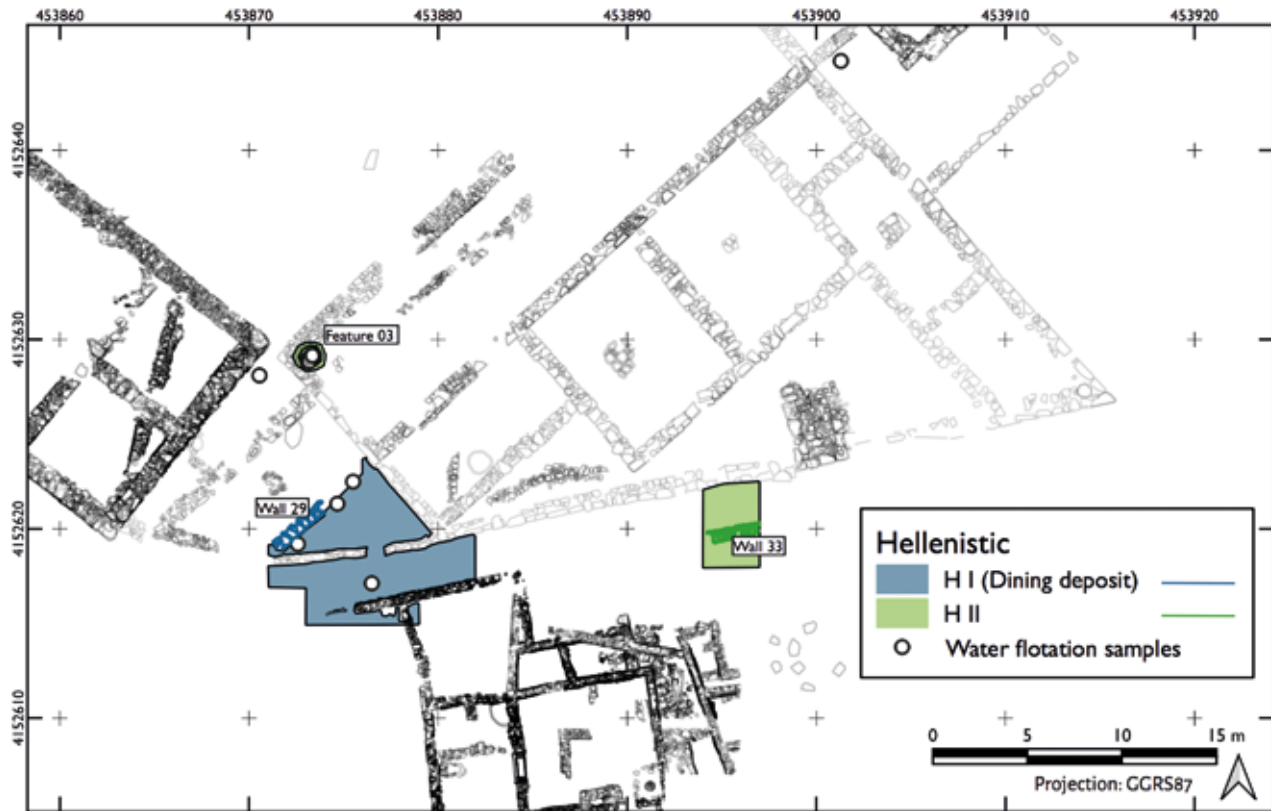 453860 453870 453880 453890 453900 453910 453920
4152640
4152630
4152620
4152610
Feature 03
Wall 29
Wall 33
Hellenistic
H I (Dining deposit)
H II
Water flotation samples
0 5 10 15 m
Projection: GGRS87